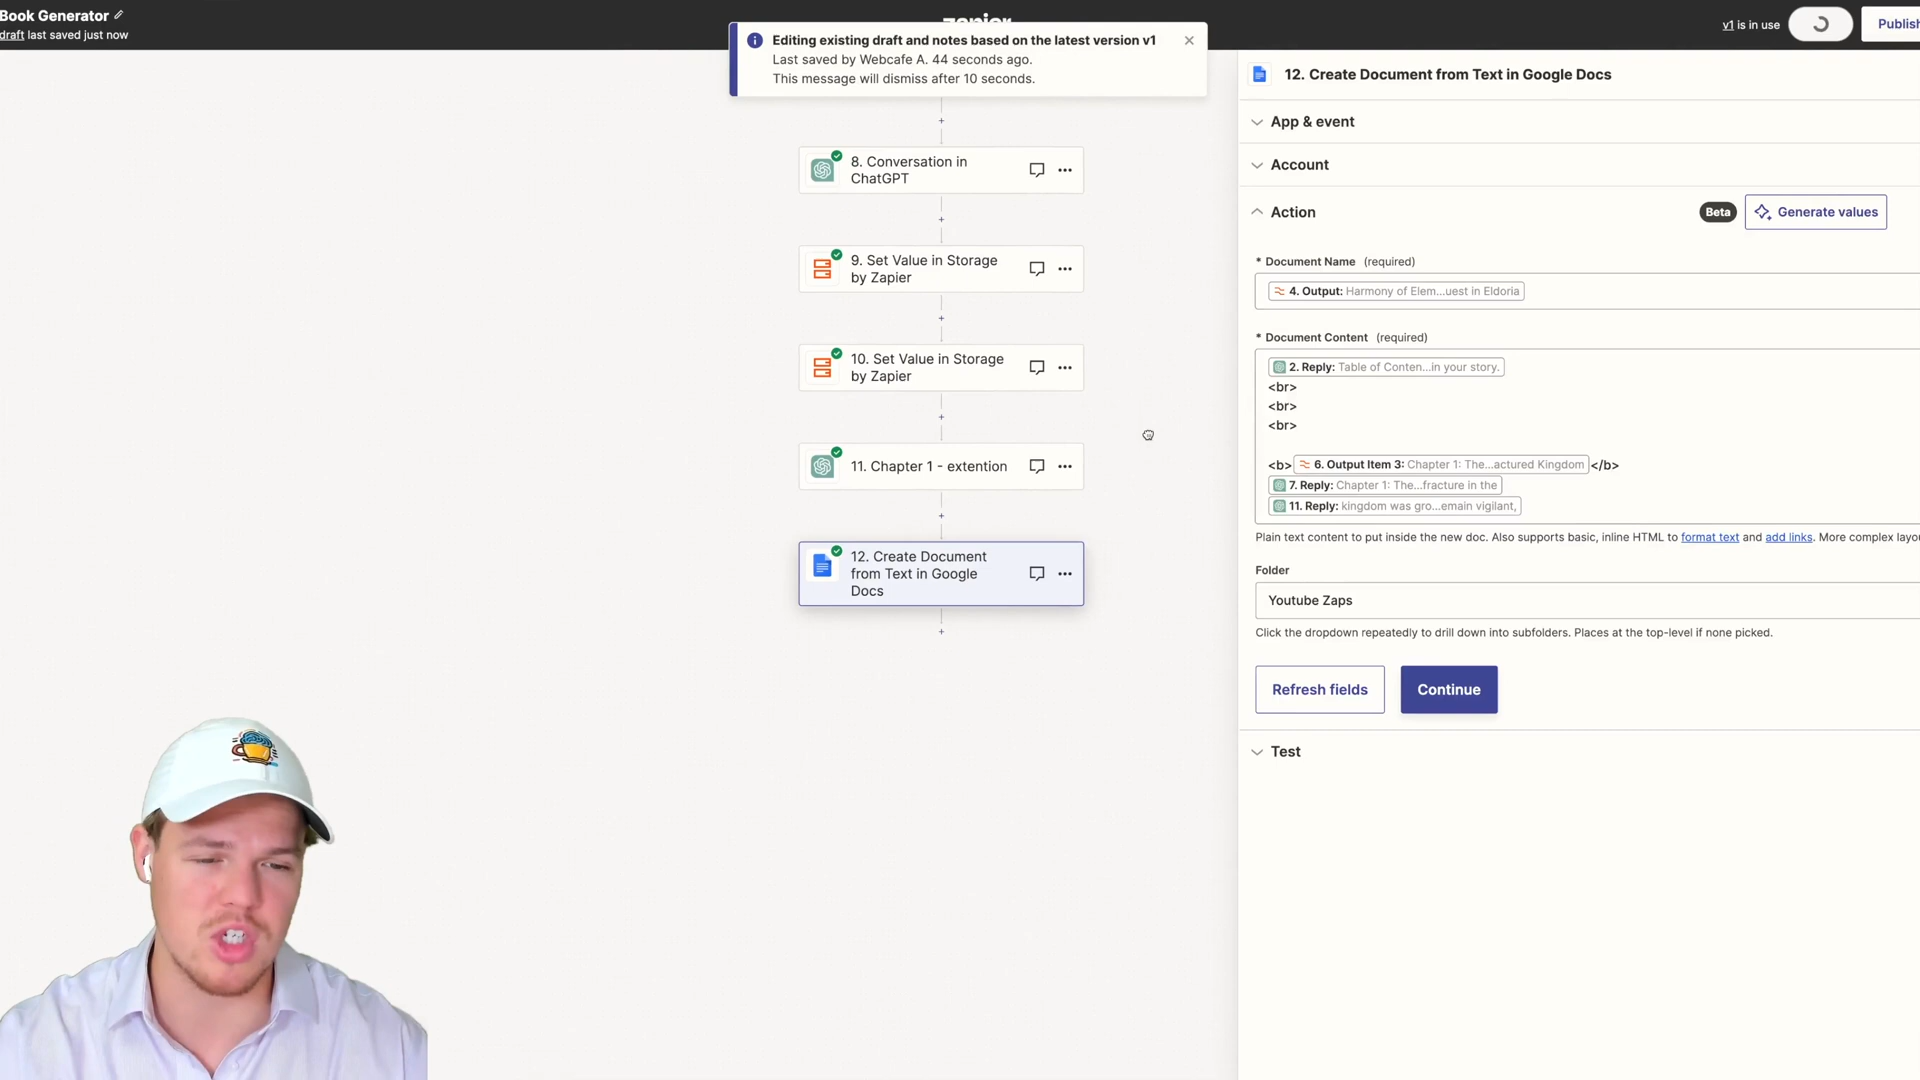 Book Generator
draft last saved just now
zapier
v1 is in use
Publish
Editing existing draft and notes based on the latest version v1
Last saved by Webcafe A. 44 seconds ago.
This message will dismiss after 10 seconds.
8. Conversation in
ChatGPT
9. Set Value in Storage
by Zapier
10. Set Value in Storage
by Zapier
11. Chapter 1 - extention
12. Create Document
from Text in Google
Docs
12. Create Document from Text in Google Docs
App & event
Account
Action
Beta
Generate values
* Document Name (required)
4. Output: Harmony of Elem...uest in Eldoria
* Document Content (required)
2. Reply: Table of Conten...in your story.
<br>
<br>
<br>
<b> 6. Output Item 3: Chapter 1: The...actured Kingdom </b>
7. Reply: Chapter 1: The...fracture in the
11. Reply: kingdom was gro...emain vigilant,
Plain text content to put inside the new doc. Also supports basic, inline HTML to format text and add links. More complex layou
Folder
Youtube Zaps
Click the dropdown repeatedly to drill down into subfolders. Places at the top-level if none picked.
Refresh fields
Continue
Test